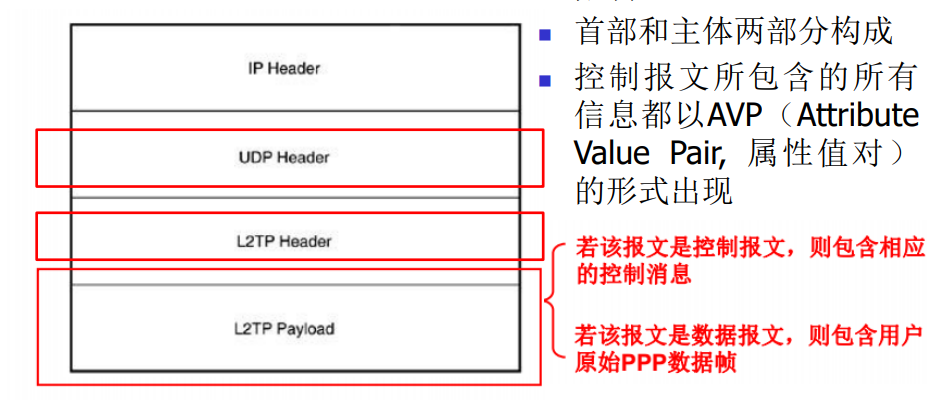 IP Header
UDP Header
L2TP Header
L2TP Payload
■ 首部和主体两部分构成
■ 控制报文所包含的所有
信息都以AVP（Attribute
Value Pair, 属性值对）
的形式出现
若该报文是控制报文，则包含相应
的控制消息
若该报文是数据报文，则包含用户
原始PPP数据帧